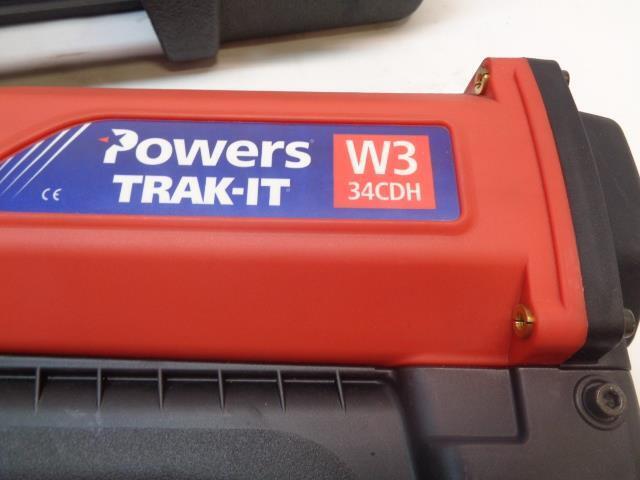 Powers
TRAK-IT
W3
34CDH
CE